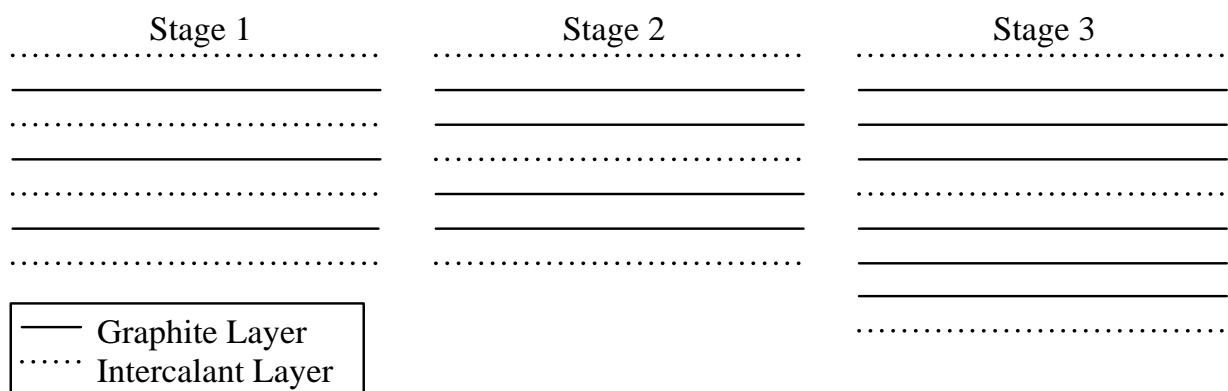 Stage 1
Stage 2
Stage 3
Graphite Layer
Intercalant Layer